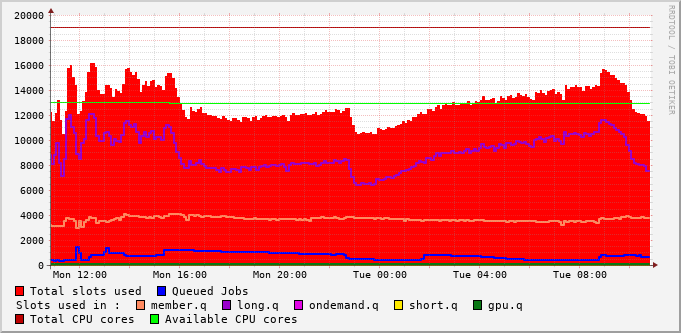 20000
18000
16000
14000
12000
10000
8000
6000
4000
2000
0
Mon 12:00 Mon 16:00 Mon 20:00 Tue 00:00 Tue 04:00 Tue 08:00
RRDTOOL / TOBI OETIKER
Total slots used Queued Jobs
Slots used in : member.q long.q ondemand.q short.q gpu.q
Total CPU cores Available CPU cores